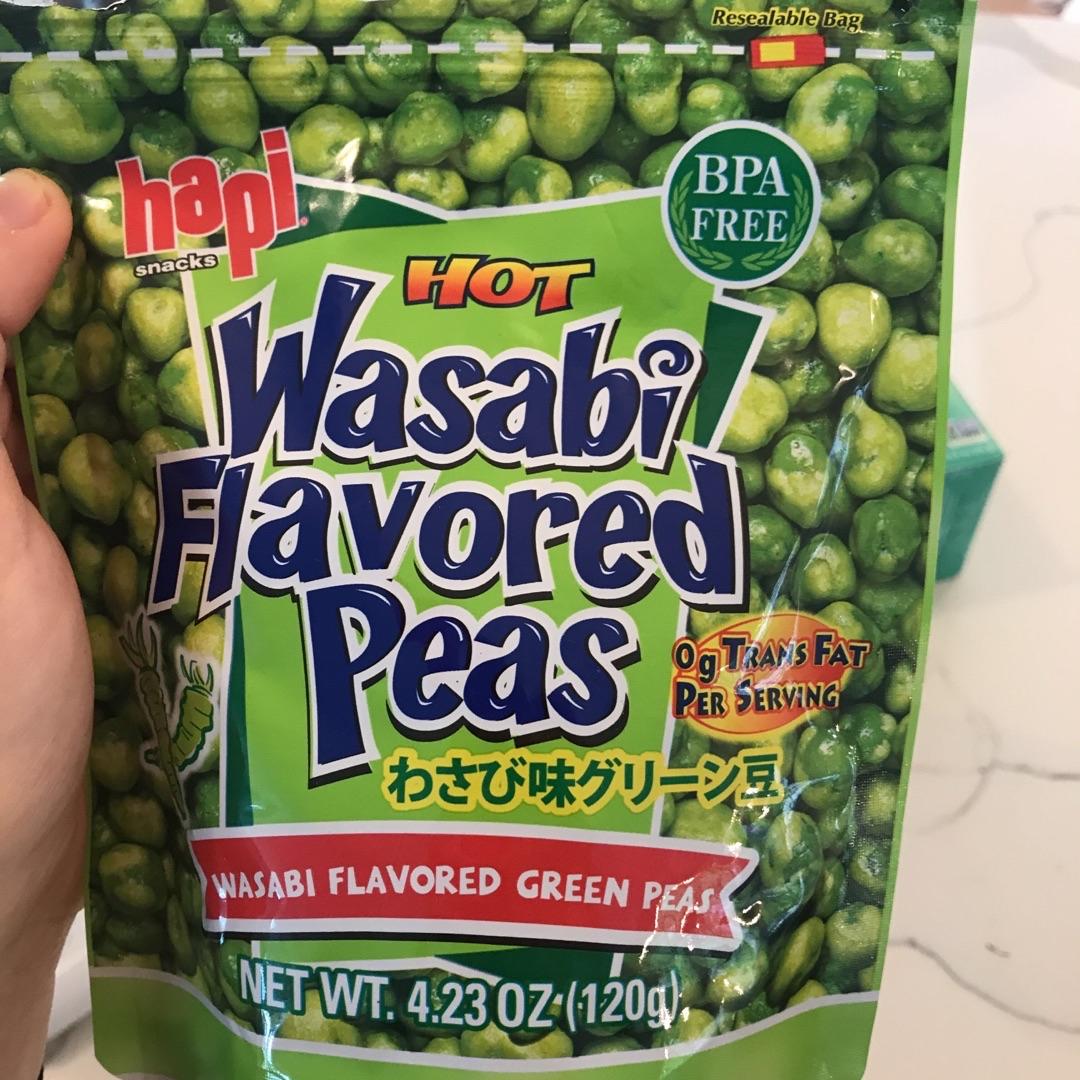 Resealable Bag
hapi
snacks
BPA
FREE
HOT
Wasabi
Flavored
Peas
0g TRANS FAT
PER SERVING
わさび味グリーン豆
WASABI FLAVORED GREEN PEAS
NET WT. 4.23 OZ (120g)